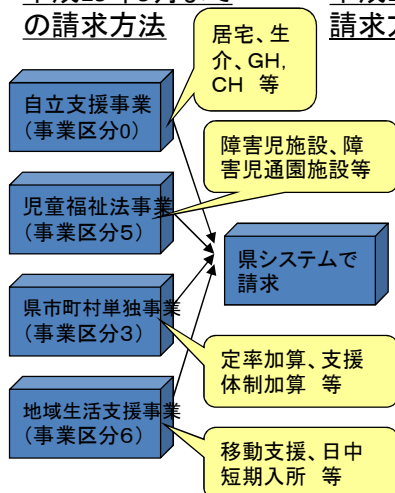 の請求方法
請求方
居宅、生
介、GH,
CH 等
自立支援事業
(事業区分0)
障害児施設、障
害児通園施設等
児童福祉法事業
(事業区分5)
県システムで
請求
県市町村単独事業
(事業区分3)
定率加算、支援
体制加算 等
地域生活支援事業
(事業区分6)
移動支援、日中
短期入所 等